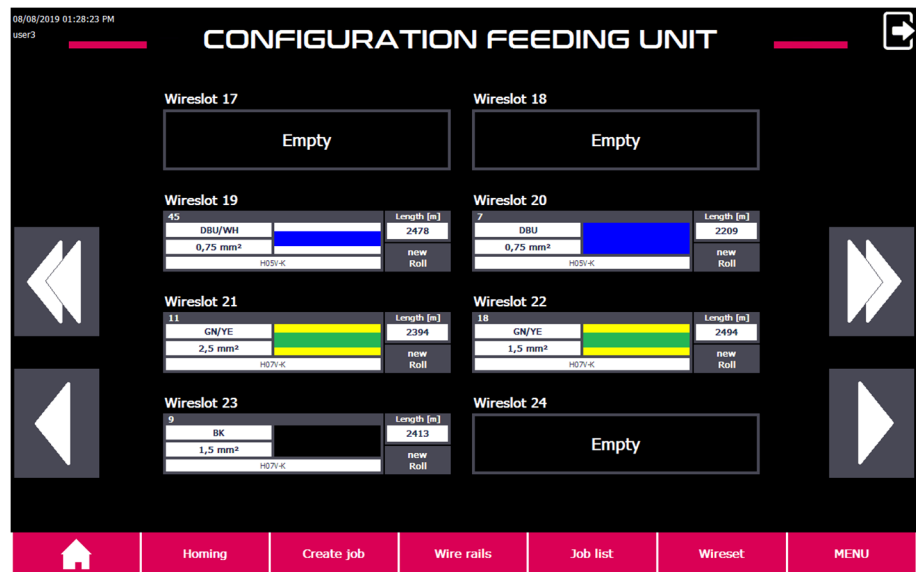 08/08/2019 01:28:23 PM
user3
CONFIGURATION FEEDING UNIT
Wireslot 17
Empty
Wireslot 18
Empty
Wireslot 19
45
Length [m]
DBU/WH
2478
0,75 mm²
new
Roll
H05V-K
Wireslot 20
7
Length [m]
DBU
2209
0,75 mm²
new
Roll
H05V-K
Wireslot 21
11
Length [m]
GN/YE
2394
2,5 mm²
new
Roll
H07V-K
Wireslot 22
18
Length [m]
GN/YE
2494
1,5 mm²
new
Roll
H07V-K
Wireslot 23
9
Length [m]
BK
2413
1,5 mm²
new
Roll
H07V-K
Wireslot 24
Empty
Homing
Create job
Wire rails
Job list
Wireset
MENU